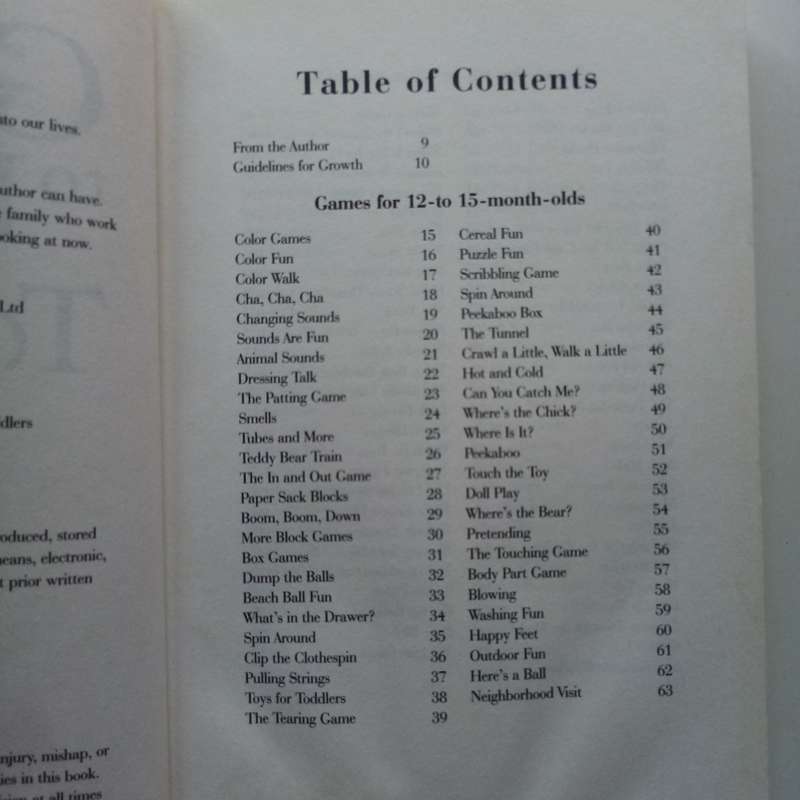 to our lives.
author can have.
family who work
looking at now.
Ltd
produced, stored
means, electronic,
prior written
injury, mishap, or
in this book.
at all times
Table of Contents
From the Author 9
Guidelines for Growth 10
Games for 12-to 15-month-olds
Color Games 15
Color Fun 16
Color Walk 17
Cha, Cha, Cha 18
Changing Sounds 19
Sounds Are Fun 20
Animal Sounds 21
Dressing Talk 22
The Patting Game 23
Smells 24
Tubes and More 25
Teddy Bear Train 26
The In and Out Game 27
Paper Sack Blocks 28
Boom, Boom, Down 29
More Block Games 30
Box Games 31
Dump the Balls 32
Beach Ball Fun 33
What's in the Drawer? 34
Spin Around 35
Clip the Clothespin 36
Pulling Strings 37
Toys for Toddlers 38
The Tearing Game 39
Cereal Fun 40
Puzzle Fun 41
Scribbling Game 42
Spin Around 43
Peekaboo Box 44
The Tunnel 45
Crawl a Little, Walk a Little 46
Hot and Cold 47
Can You Catch Me? 48
Where's the Chick? 49
Where Is It? 50
Peekaboo 51
Touch the Toy 52
Doll Play 53
Where's the Bear? 54
Pretending 55
The Touching Game 56
Body Part Game 57
Blowing 58
Washing Fun 59
Happy Feet 60
Outdoor Fun 61
Here's a Ball 62
Neighborhood Visit 63